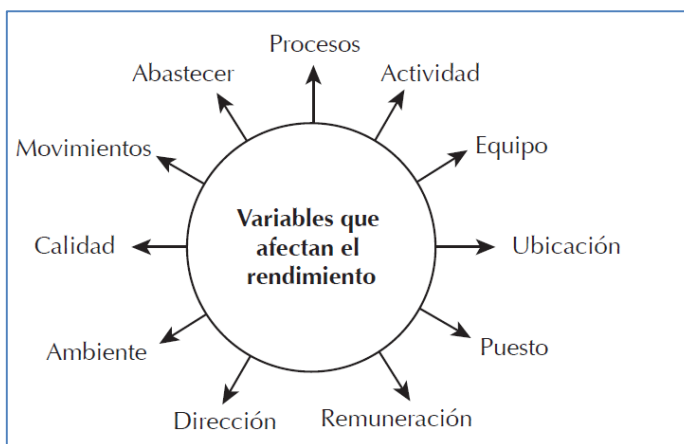 Procesos
Abastecer
Actividad
Movimientos
Equipo
Variables que
afectan el
rendimiento
Calidad
Ubicación
Ambiente
Puesto
Dirección
Remuneración